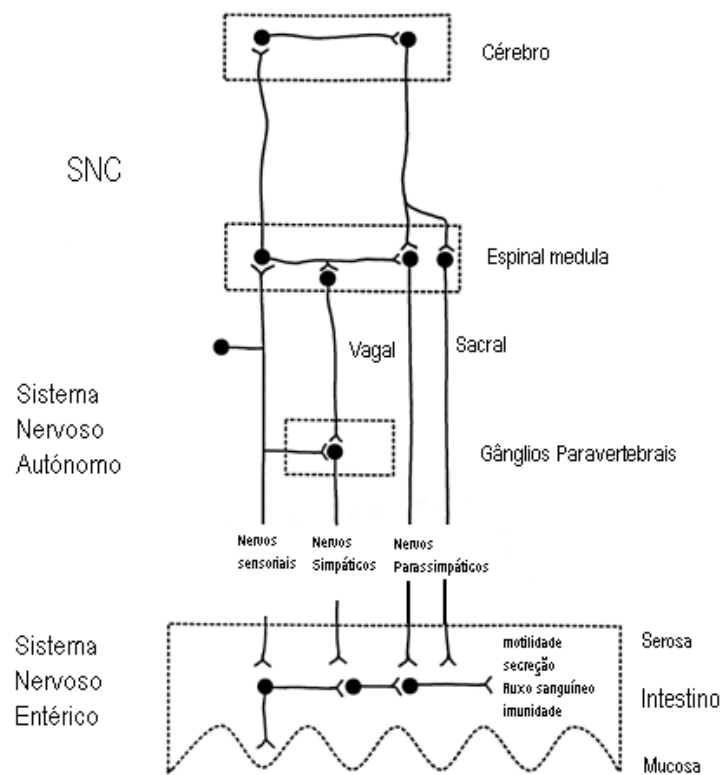 Cérebro
SNC
Espinal medula
Vagal
Sacral
Sistema
Nervoso
Autónomo
Gânglios Paravertebrais
Nervos
sensoriais
Nervos
Simpáticos
Nervos
Parassimpáticos
Sistema
Nervoso
Entérico
motilidade
secreção
fluxo sanguíneo
imunidade
Serosa
Intestino
Mucosa